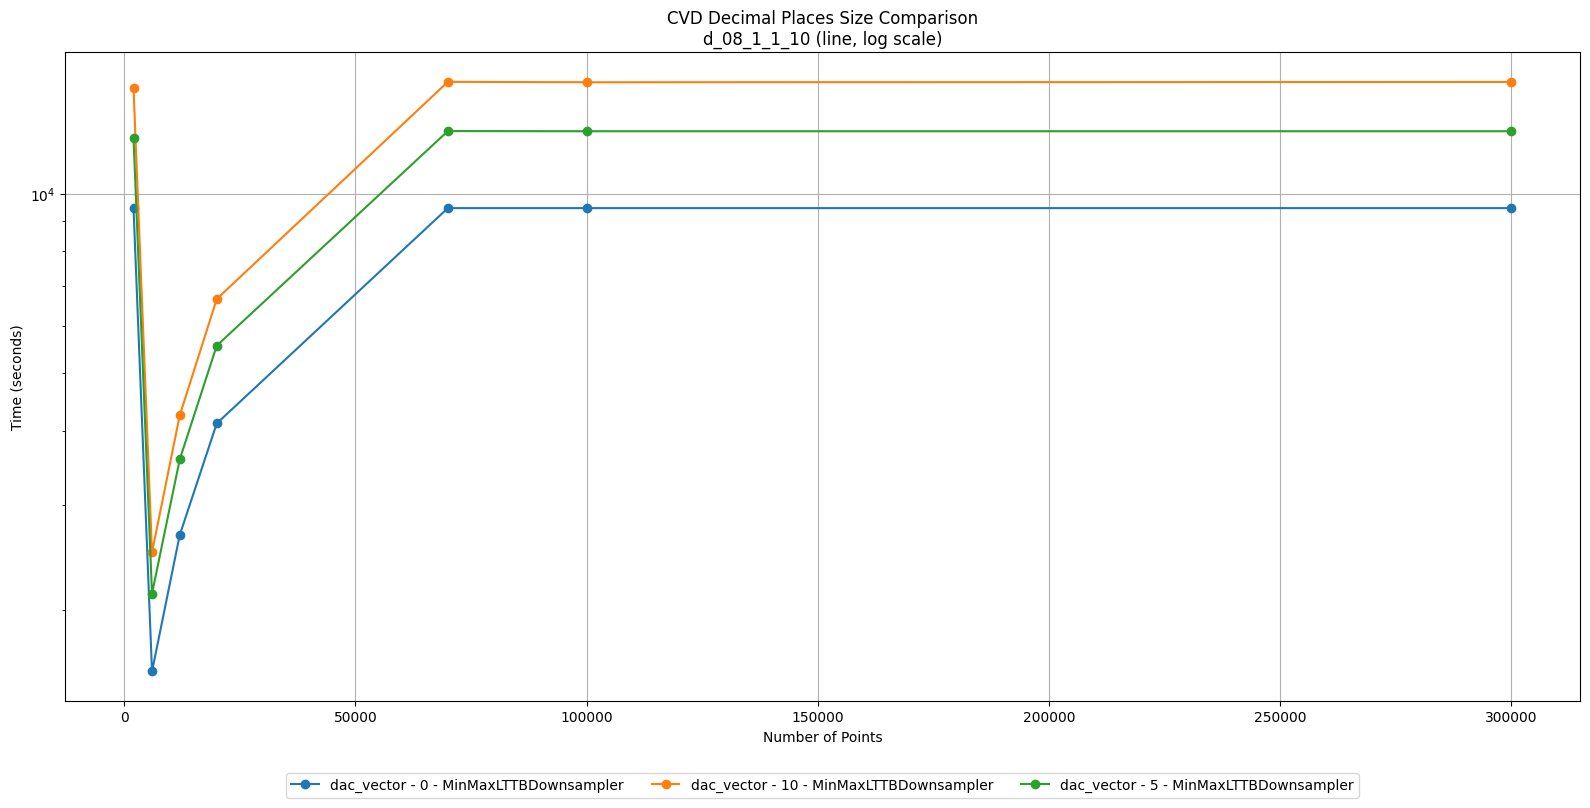 CVD Decimal Places Size Comparison
d_08_1_1_10 (line, log scale)
10^4
Time (seconds)
0 50000 100000 150000 200000 250000 300000
Number of Points
dac_vector - 0 - MinMaxLTTBDownsampler dac_vector - 10 - MinMaxLTTBDownsampler dac_vector - 5 - MinMaxLTTBDownsampler